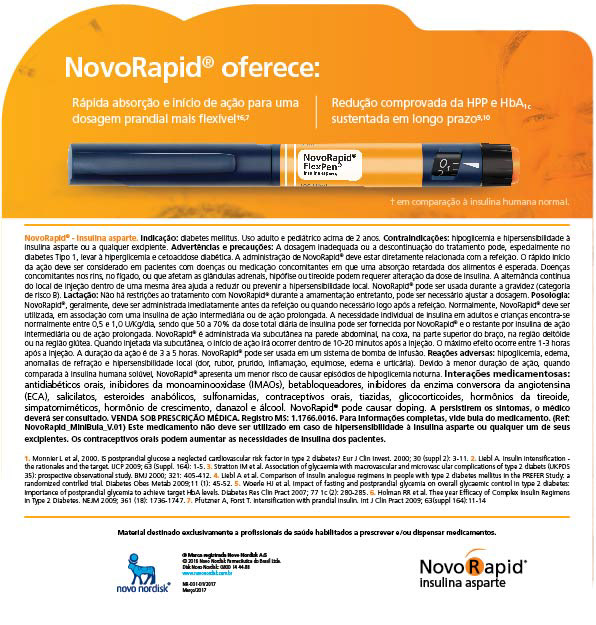 NovoRapid® oferece:
Rápida absorção e início de ação para uma
dosagem prandial mais flexível¹⁶,⁷
Redução comprovada da HPP e HbA₁c
sustentada em longo prazo⁹,¹⁰
NovoRapid®
FlexPen®
† em comparação à insulina humana normal.
NovoRapid® - Insulina asparte. Indicação: diabetes mellitus. Uso adulto e pediátrico acima de 2 anos. Contraindicações: hipoglicemia e hipersensibilidade à
insulina asparte ou a qualquer excipiente. Advertências e precauções: A dosagem inadequada ou a descontinuação do tratamento pode, especialmente no
diabetes Tipo 1, levar à hiperglicemia e cetoacidose diabética. A administração de NovoRapid® deve estar diretamente relacionada com a refeição. O rápido início
da ação deve ser considerado em pacientes com doenças ou medicação concomitantes em que uma absorção retardada dos alimentos é esperada. Doenças
concomitantes nos rins, no fígado, ou que afetam as glândulas adrenais, hipófise ou tireoide podem requerer alteração da dose de insulina. A alternância contínua
do local de injeção dentro de uma mesma área ajuda a reduzir ou prevenir a hipersensibilidade local. NovoRapid® pode ser usada durante a gravidez (categoria
de risco B). Lactação: Não há restrições ao tratamento com NovoRapid® durante a amamentação entretanto, pode ser necessário ajustar a dosagem. Posologia:
NovoRapid®, geralmente, deve ser administrada imediatamente antes da refeição ou quando necessário logo após a refeição. Normalmente, NovoRapid® deve ser
utilizada, em associação com uma insulina de ação intermediária ou de ação prolongada. A necessidade individual de insulina em adultos e crianças encontra-se
normalmente entre 0,5 e 1,0 U/Kg/dia, sendo que 50 a 70% da dose total diária de insulina pode ser fornecida por NovoRapid® e o restante por insulina de ação
intermediária ou de ação prolongada. NovoRapid® é administrada via subcutânea na parede abdominal, na coxa, na parte superior do braço, na região deltóide
ou na região glútea. Quando injetada via subcutânea, o início de ação irá ocorrer dentro de 10-20 minutos após a injeção. O máximo efeito ocorre entre 1-3 horas
após a injeção. A duração da ação é de 3 a 5 horas. NovoRapid® pode ser usada em um sistema de bomba de infusão. Reações adversas: hipoglicemia, edema,
anomalias de refração e hipersensibilidade local (dor, rubor, prurido, inflamação, equimose, edema e urticária). Devido à menor duração de ação, quando
comparada à insulina humana solúvel, NovoRapid® apresenta um menor risco de causar episódios de hipoglicemia noturna. Interações medicamentosas:
antidiabéticos orais, inibidores da monoaminooxidase (IMAOs), betabloqueadores, inibidores da enzima conversora da angiotensina
(ECA), salicilatos, esteroides anabólicos, sulfonamidas, contraceptivos orais, tiazidas, glicocorticoides, hormônios da tireoide,
simpatomiméticos, hormônio de crescimento, danazol e álcool. NovoRapid® pode causar doping. A persistirem os sintomas, o médico
deverá ser consultado. VENDA SOB PRESCRIÇÃO MÉDICA. Registro MS: 1.1766.0016. Para informações completas, vide bula do medicamento. (Ref:
NovoRapid_MiniBula_V.01) Este medicamento não deve ser utilizado em caso de hipersensibilidade à insulina asparte ou qualquer um de seus
excipientes. Os contraceptivos orais podem aumentar as necessidades de insulina dos pacientes.
1. Monnier L et al, 2000. IS postprandial glucose a neglected cardiovascular risk factor in type 2 diabetes? Eur J Clin Invest. 2000; 30 (supl 2): 3-11. 2. Liebl A. Insulin Intensification -
the rationales and the target. IJCP 2009; 63 (Suppl. 164): 1-5. 3. Stratton IM et al. Association of glycaemia with macrovascular and microvascular complications of type 2 diabets (UKPDS
35): prospective observational study. BMJ 2000; 321: 405-412. 4. Liebl A et al. Comparison of insulin analogue regimens in people with type 2 diabetes mellitus in the PREFER Study: a
randomized contrlled trial. Diabetes Obes Metab 2009;11 (1): 45-52. 5. Woerle HJ et al. Impact of fasting and postprandial glycemia on overall glycaemic control in type 2 diabetes:
Importance of postprandial glycemia to achieve target HbA levels. Diabetes Res Clin Pract 2007; 77 1c (2): 280-285. 6. Holman RR et al. Thee year Efficacy of Complex Insulin Regimens
in Type 2 Diabetes. NEJM 2009; 361 (18): 1736-1747. 7. Pfutzner A, Forst T. Intensification with prandial insulin. Int J Clin Pract 2009; 63(suppl 164):11-14
Material destinado exclusivamente a profissionais de saúde habilitados a prescrever e/ou dispensar medicamentos.
novo nordisk®
® Marca registrada Novo Nordisk A/S
© 2015 Novo Nordisk Farmacêutica do Brasil Ltda.
Disk Novo Nordisk: 0800 14 44 88
www.novonordisk.com.br
Março/2017
NovoRapid®
insulina asparte